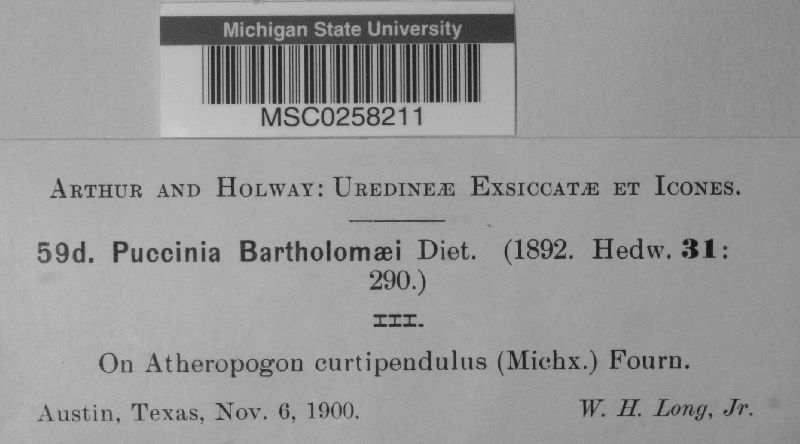 Michigan State University
MSC0258211
ARTHUR AND HOLWAY: UREDINEÆ EXSICCATÆ ET ICONES.
59d. Puccinia Bartholomæi Diet. (1892. Hedw. 31:
290.)
III.
On Atheropogon curtipendulus (Michx.) Fourn.
Austin, Texas, Nov. 6, 1900. W. H. Long, Jr.